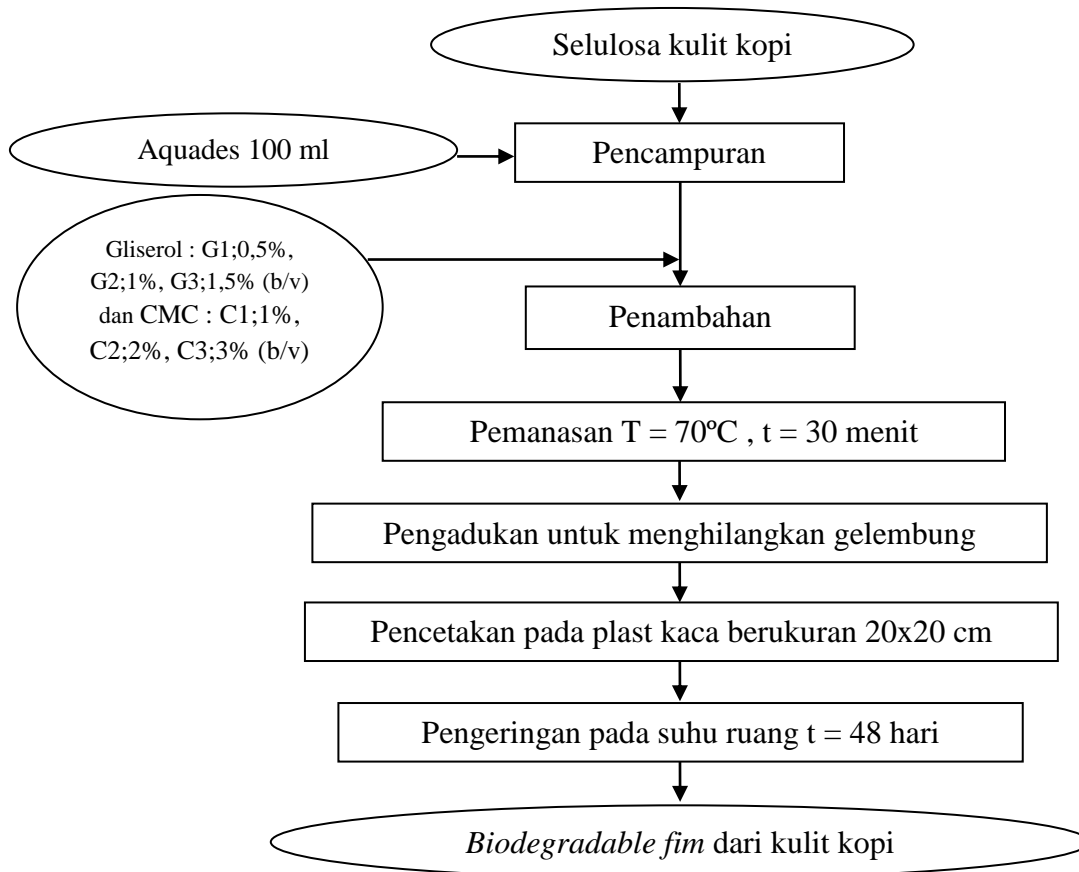 Selulosa kulit kopi
Aquades 100 ml
Pencampuran
Gliserol : G1;0,5%,
G2;1%, G3;1,5% (b/v)
dan CMC : C1;1%,
C2;2%, C3;3% (b/v)
Penambahan
Pemanasan T = 70ºC , t = 30 menit
Pengadukan untuk menghilangkan gelembung
Pencetakan pada plast kaca berukuran 20x20 cm
Pengeringan pada suhu ruang t = 48 hari
Biodegradable fim dari kulit kopi